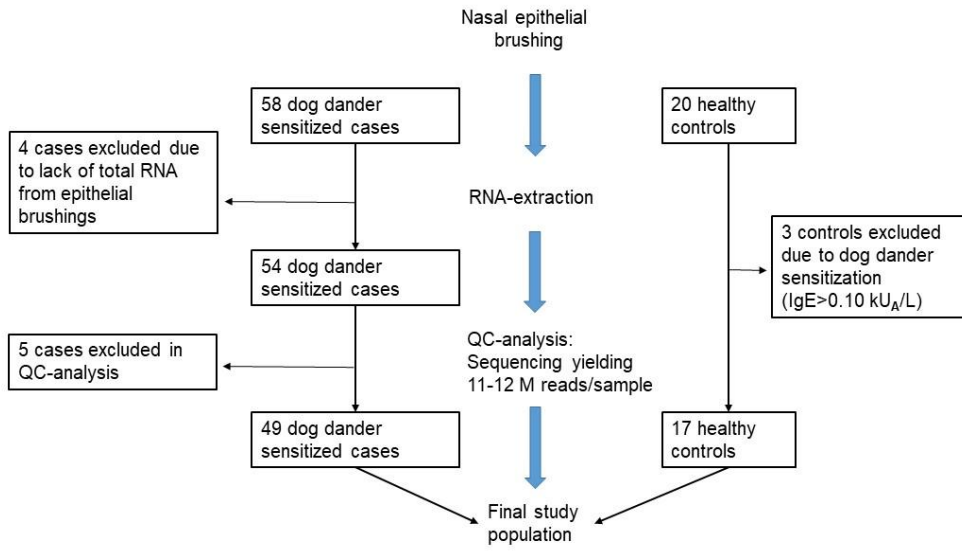 Nasal epithelial
brushing
58 dog dander
sensitized cases
20 healthy
controls
4 cases excluded due
to lack of total RNA
from epithelial
brushings
RNA-extraction
3 controls excluded
due to dog dander
sensitization
(IgE>0.10 kUA/L)
54 dog dander
sensitized cases
5 cases excluded in
QC-analysis
QC-analysis:
Sequencing yielding
11-12 M reads/sample
49 dog dander
sensitized cases
17 healthy
controls
Final study
population